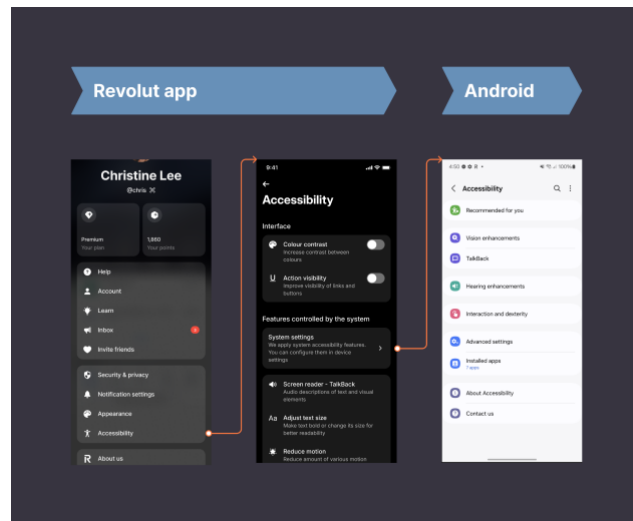 Revolut app
Android
Christine Lee
@chris
Premium
Your plan
1,860
Your points
Help
Account
Learn
Inbox
Invite friends
Security & privacy
Notification settings
Appearance
Accessibility
About us
9:41
Accessibility
Interface
Colour contrast
Increase contrast between
colours
Action visibility
Improve visibility of links and
buttons
Features controlled by the system
System settings
We apply system accessibility features.
You can configure them in device
settings
Screen reader - TalkBack
Audio descriptions of text and visual
elements
Aa Adjust text size
Make text bold or change its size for
better readability
Reduce motion
Reduce amount of various motion
4:50
100%
Accessibility
Recommended for you
Vision enhancements
TalkBack
Hearing enhancements
Interaction and dexterity
Advanced settings
Installed apps
About Accessibility
Contact us